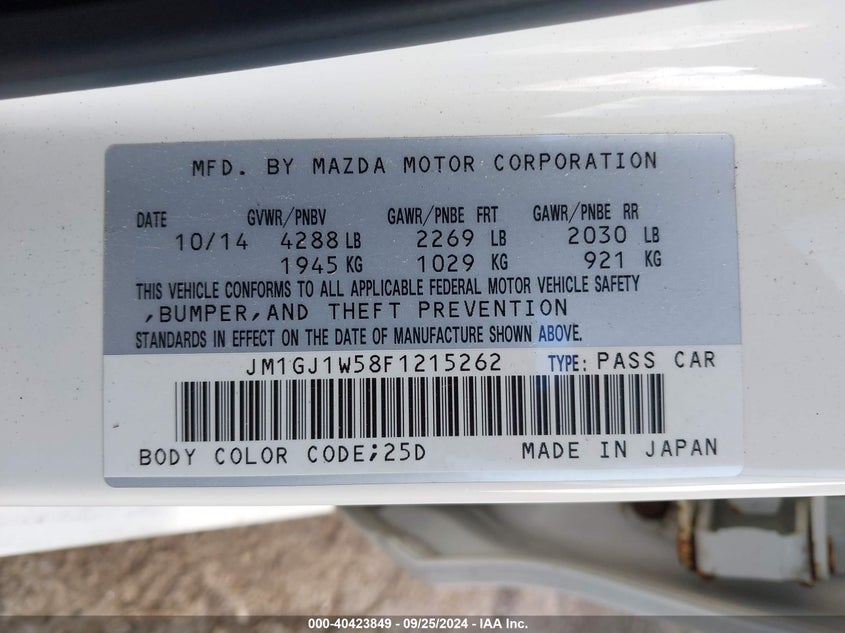 MFD. BY MAZDA MOTOR CORPORATION
DATE GVWR/PNBV GAWR/PNBE FRT GAWR/PNBE RR
10/14 4288 LB 2269 LB 2030 LB
1945 KG 1029 KG 921 KG
THIS VEHICLE CONFORMS TO ALL APPLICABLE FEDERAL MOTOR VEHICLE SAFETY
,BUMPER,AND THEFT PREVENTION
STANDARDS IN EFFECT ON THE DATE OF MANUFACTURE SHOWN ABOVE.
JM1GJ1W58F1215262 TYPE: PASS CAR
BODY COLOR CODE;25D MADE IN JAPAN
000-40423849 - 09/25/2024 - IAA Inc.